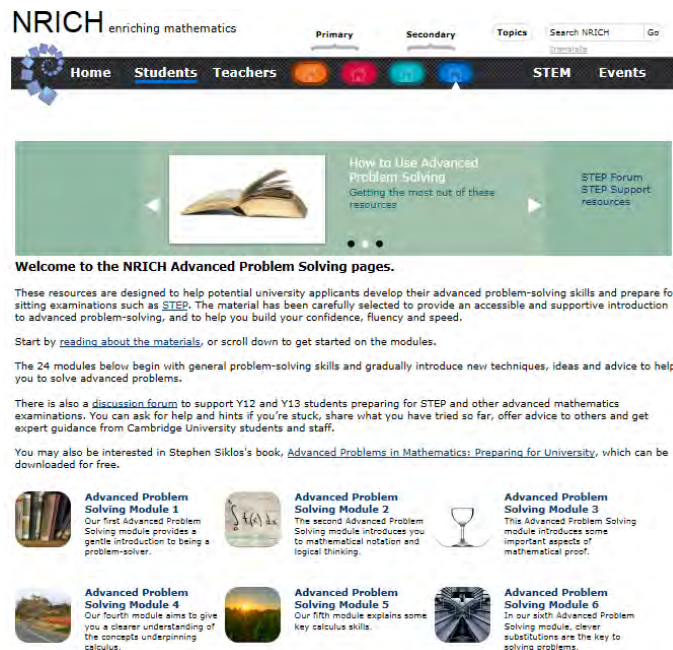 NRICH enriching mathematics
Primary
Secondary
Topics
Search NRICH
Go
translate
Home
Students
Teachers
STEM
Events
How to Use Advanced
Problem Solving
Getting the most out of these
resources
STEP Forum
STEP Support
resources
Welcome to the NRICH Advanced Problem Solving pages.
These resources are designed to help potential university applicants develop their advanced problem-solving skills and prepare fo
sitting examinations such as STEP. The material has been carefully selected to provide an accessible and supportive introduction
to advanced problem-solving, and to help you build your confidence, fluency and speed.
Start by reading about the materials, or scroll down to get started on the modules.
The 24 modules below begin with general problem-solving skills and gradually introduce new techniques, ideas and advice to help
you to solve advanced problems.
There is also a discussion forum to support Y12 and Y13 students preparing for STEP and other advanced mathematics
examinations. You can ask for help and hints if you're stuck, share what you have tried so far, offer advice to others and get
expert guidance from Cambridge University students and staff.
You may also be interested in Stephen Siklos's book, Advanced Problems in Mathematics: Preparing for University, which can be
downloaded for free.
Advanced Problem
Solving Module 1
Our first Advanced Problem
Solving module provides a
gentle introduction to being a
problem-solver.
∫ f(x) dx
Advanced Problem
Solving Module 2
The second Advanced Problem
Solving module introduces you
to mathematical notation and
logical thinking.
Advanced Problem
Solving Module 3
This Advanced Problem Solving
module introduces some
important aspects of
mathematical proof.
Advanced Problem
Solving Module 4
Our fourth module aims to give
you a clearer understanding of
the concepts underpinning
calculus.
Advanced Problem
Solving Module 5
Our fifth module explains some
key calculus skills.
Advanced Problem
Solving Module 6
In our sixth Advanced Problem
Solving module, clever
substitutions are the key to
solving problems.